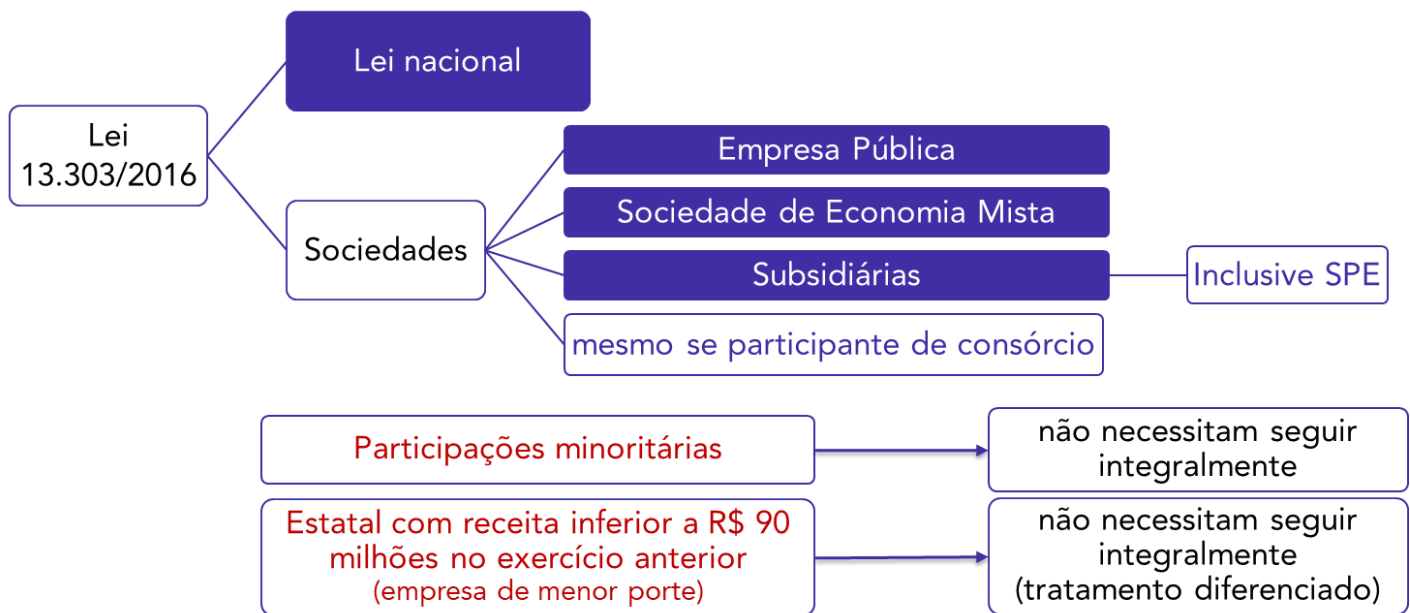 Lei nacional
Lei
13.303/2016
Empresa Pública
Sociedade de Economia Mista
Sociedades
Subsidiárias
Inclusive SPE
mesmo se participante de consórcio
Participações minoritárias
não necessitam seguir
integralmente
Estatal com receita inferior a R$ 90
milhões no exercício anterior
(empresa de menor porte)
não necessitam seguir
integralmente
(tratamento diferenciado)